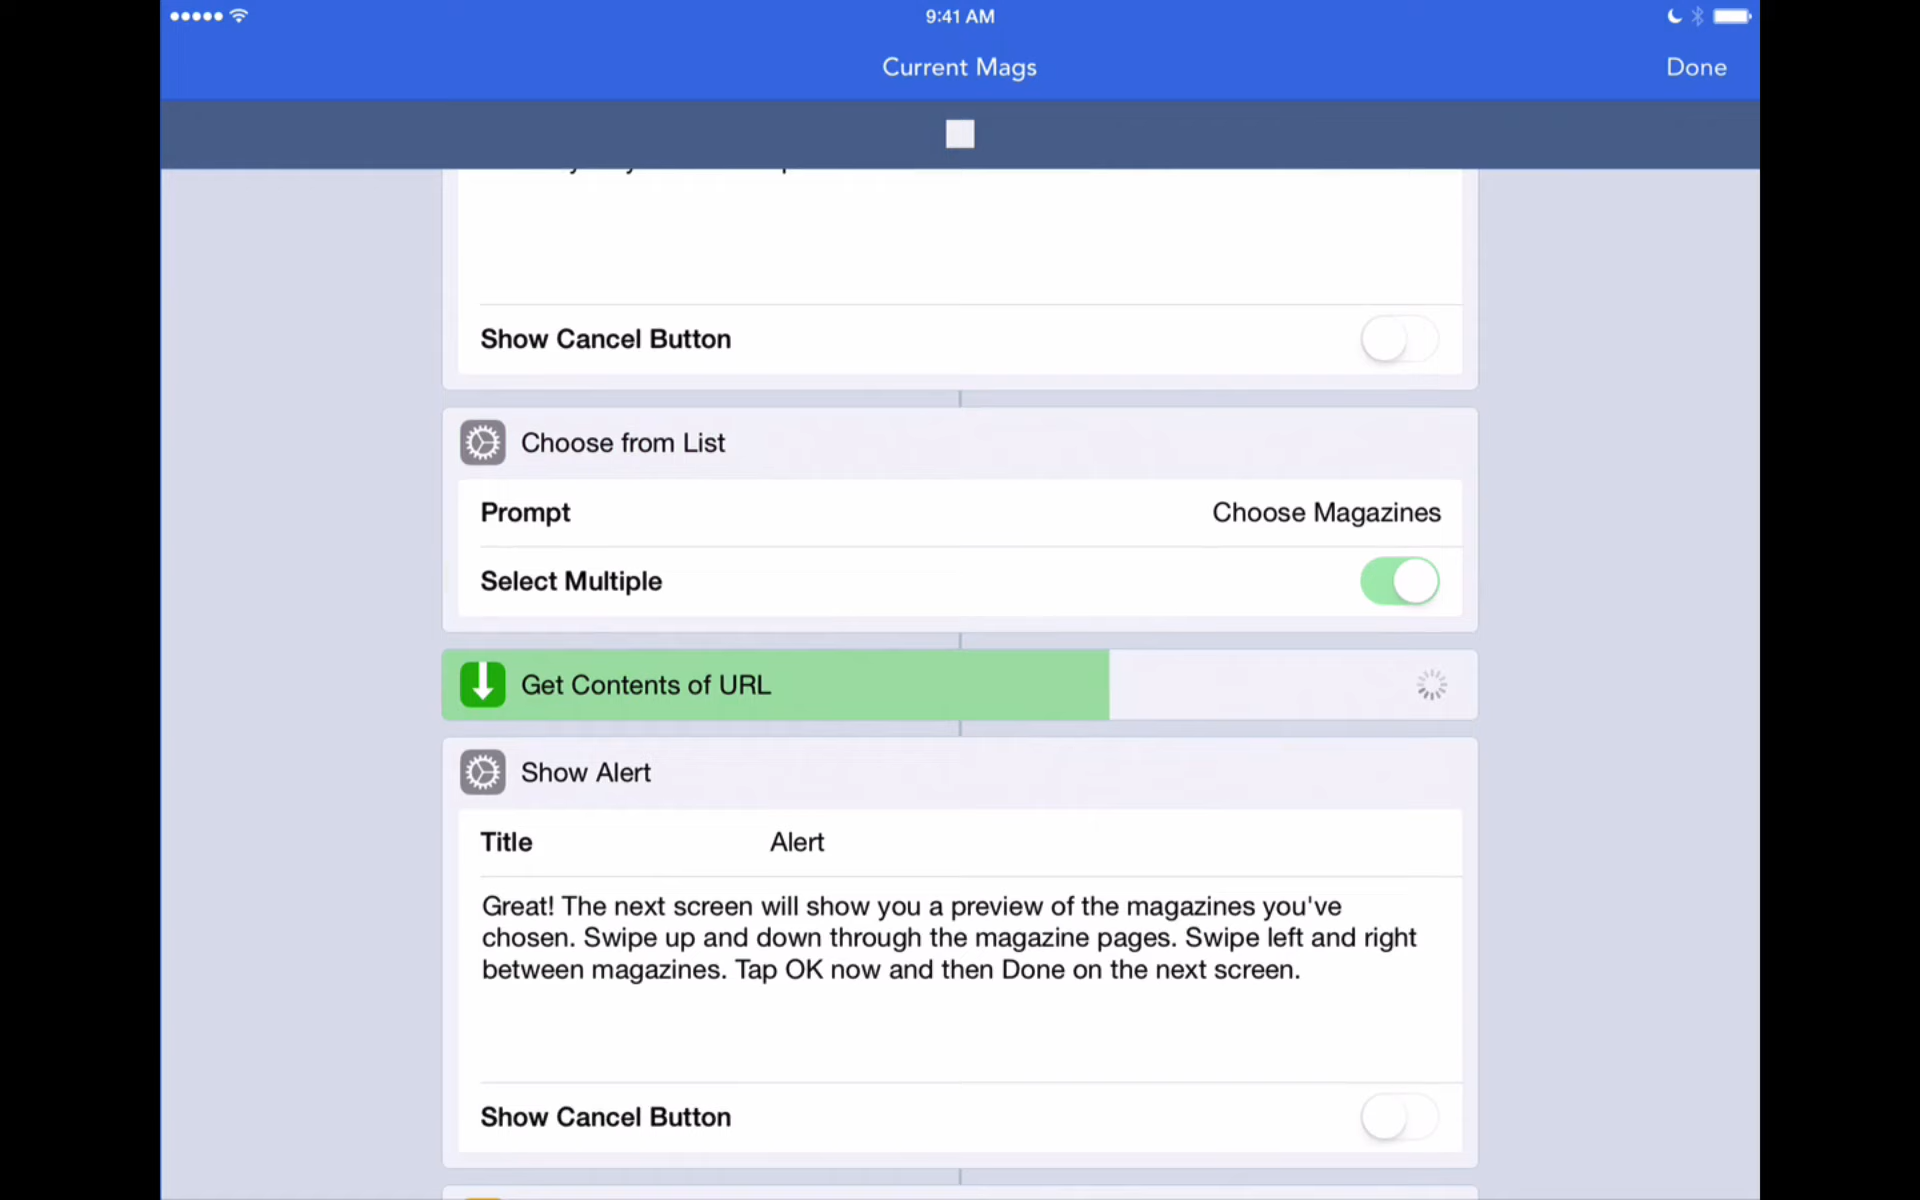 9:41 AM
Current Mags
Done
Show Cancel Button
Choose from List
Prompt
Choose Magazines
Select Multiple
Get Contents of URL
Show Alert
Title
Alert
Great! The next screen will show you a preview of the magazines you've
chosen. Swipe up and down through the magazine pages. Swipe left and right
between magazines. Tap OK now and then Done on the next screen.
Show Cancel Button